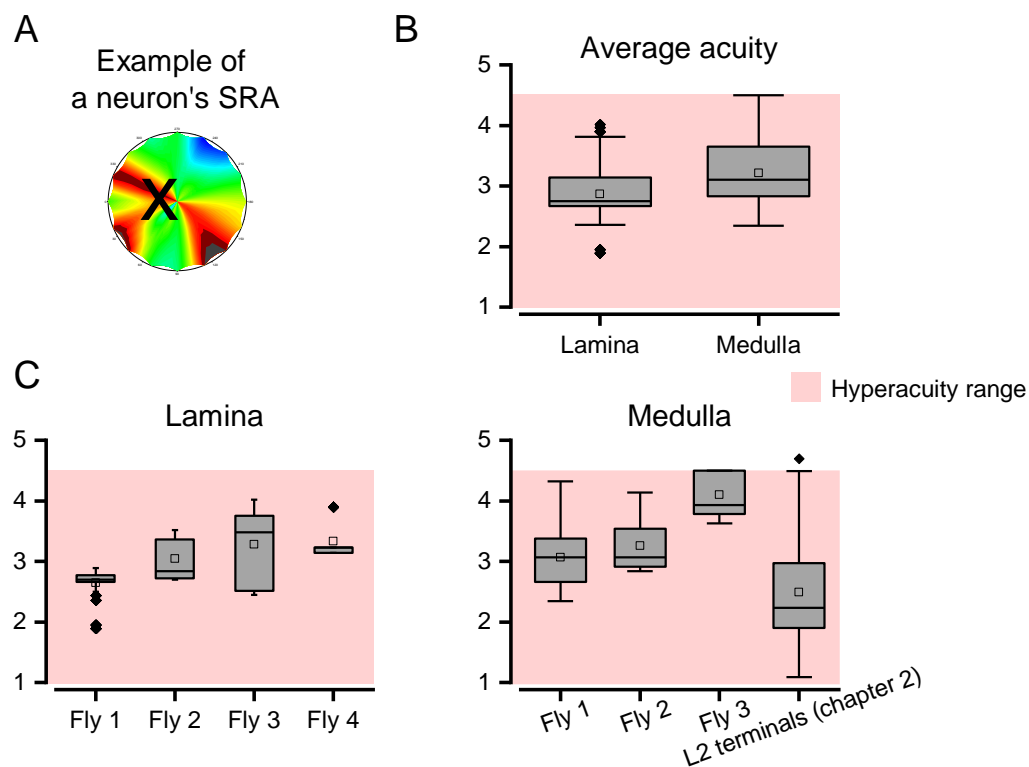 A
Example of
a neuron's SRA
X
B
Average acuity
5
4
3
2
1
Lamina
Medulla
Hyperacuity range
C
Lamina
5
4
3
2
1
Fly 1
Fly 2
Fly 3
Fly 4
Medulla
5
4
3
2
1
Fly 1
Fly 2
Fly 3
L2 terminals (chapter 2)